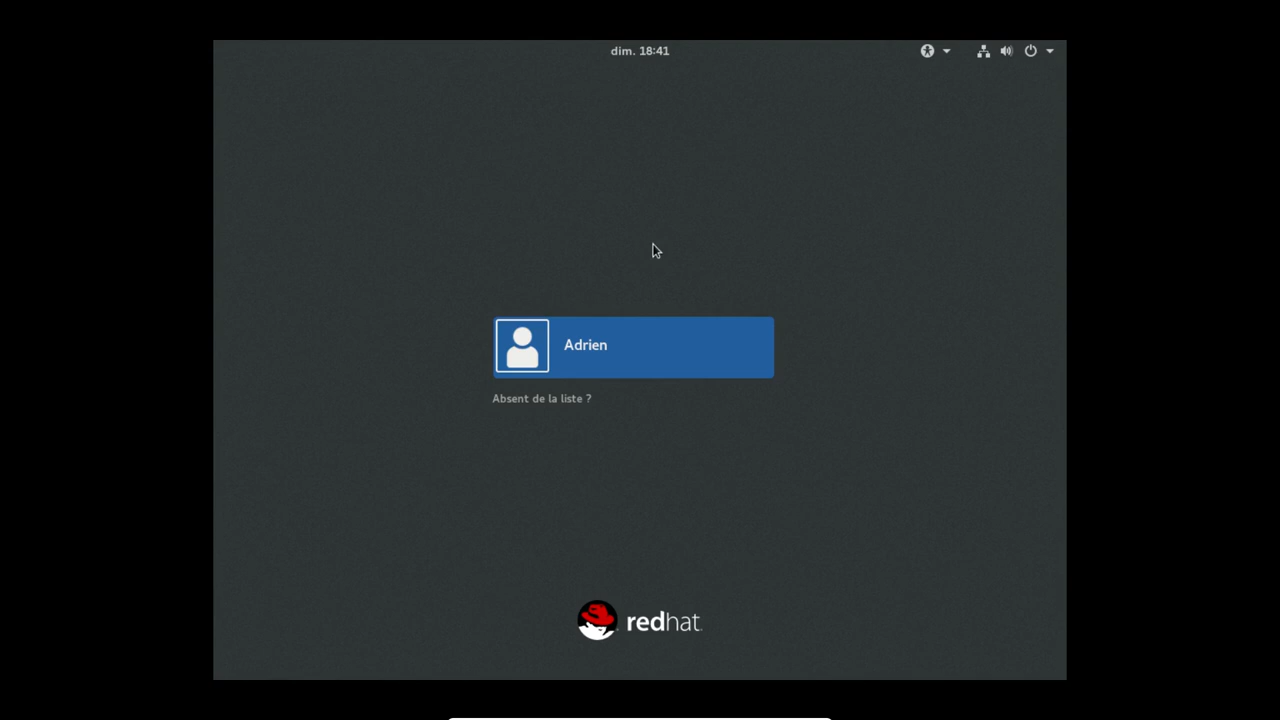 dim. 18:41
Adrien
Absent de la liste ?
redhat.